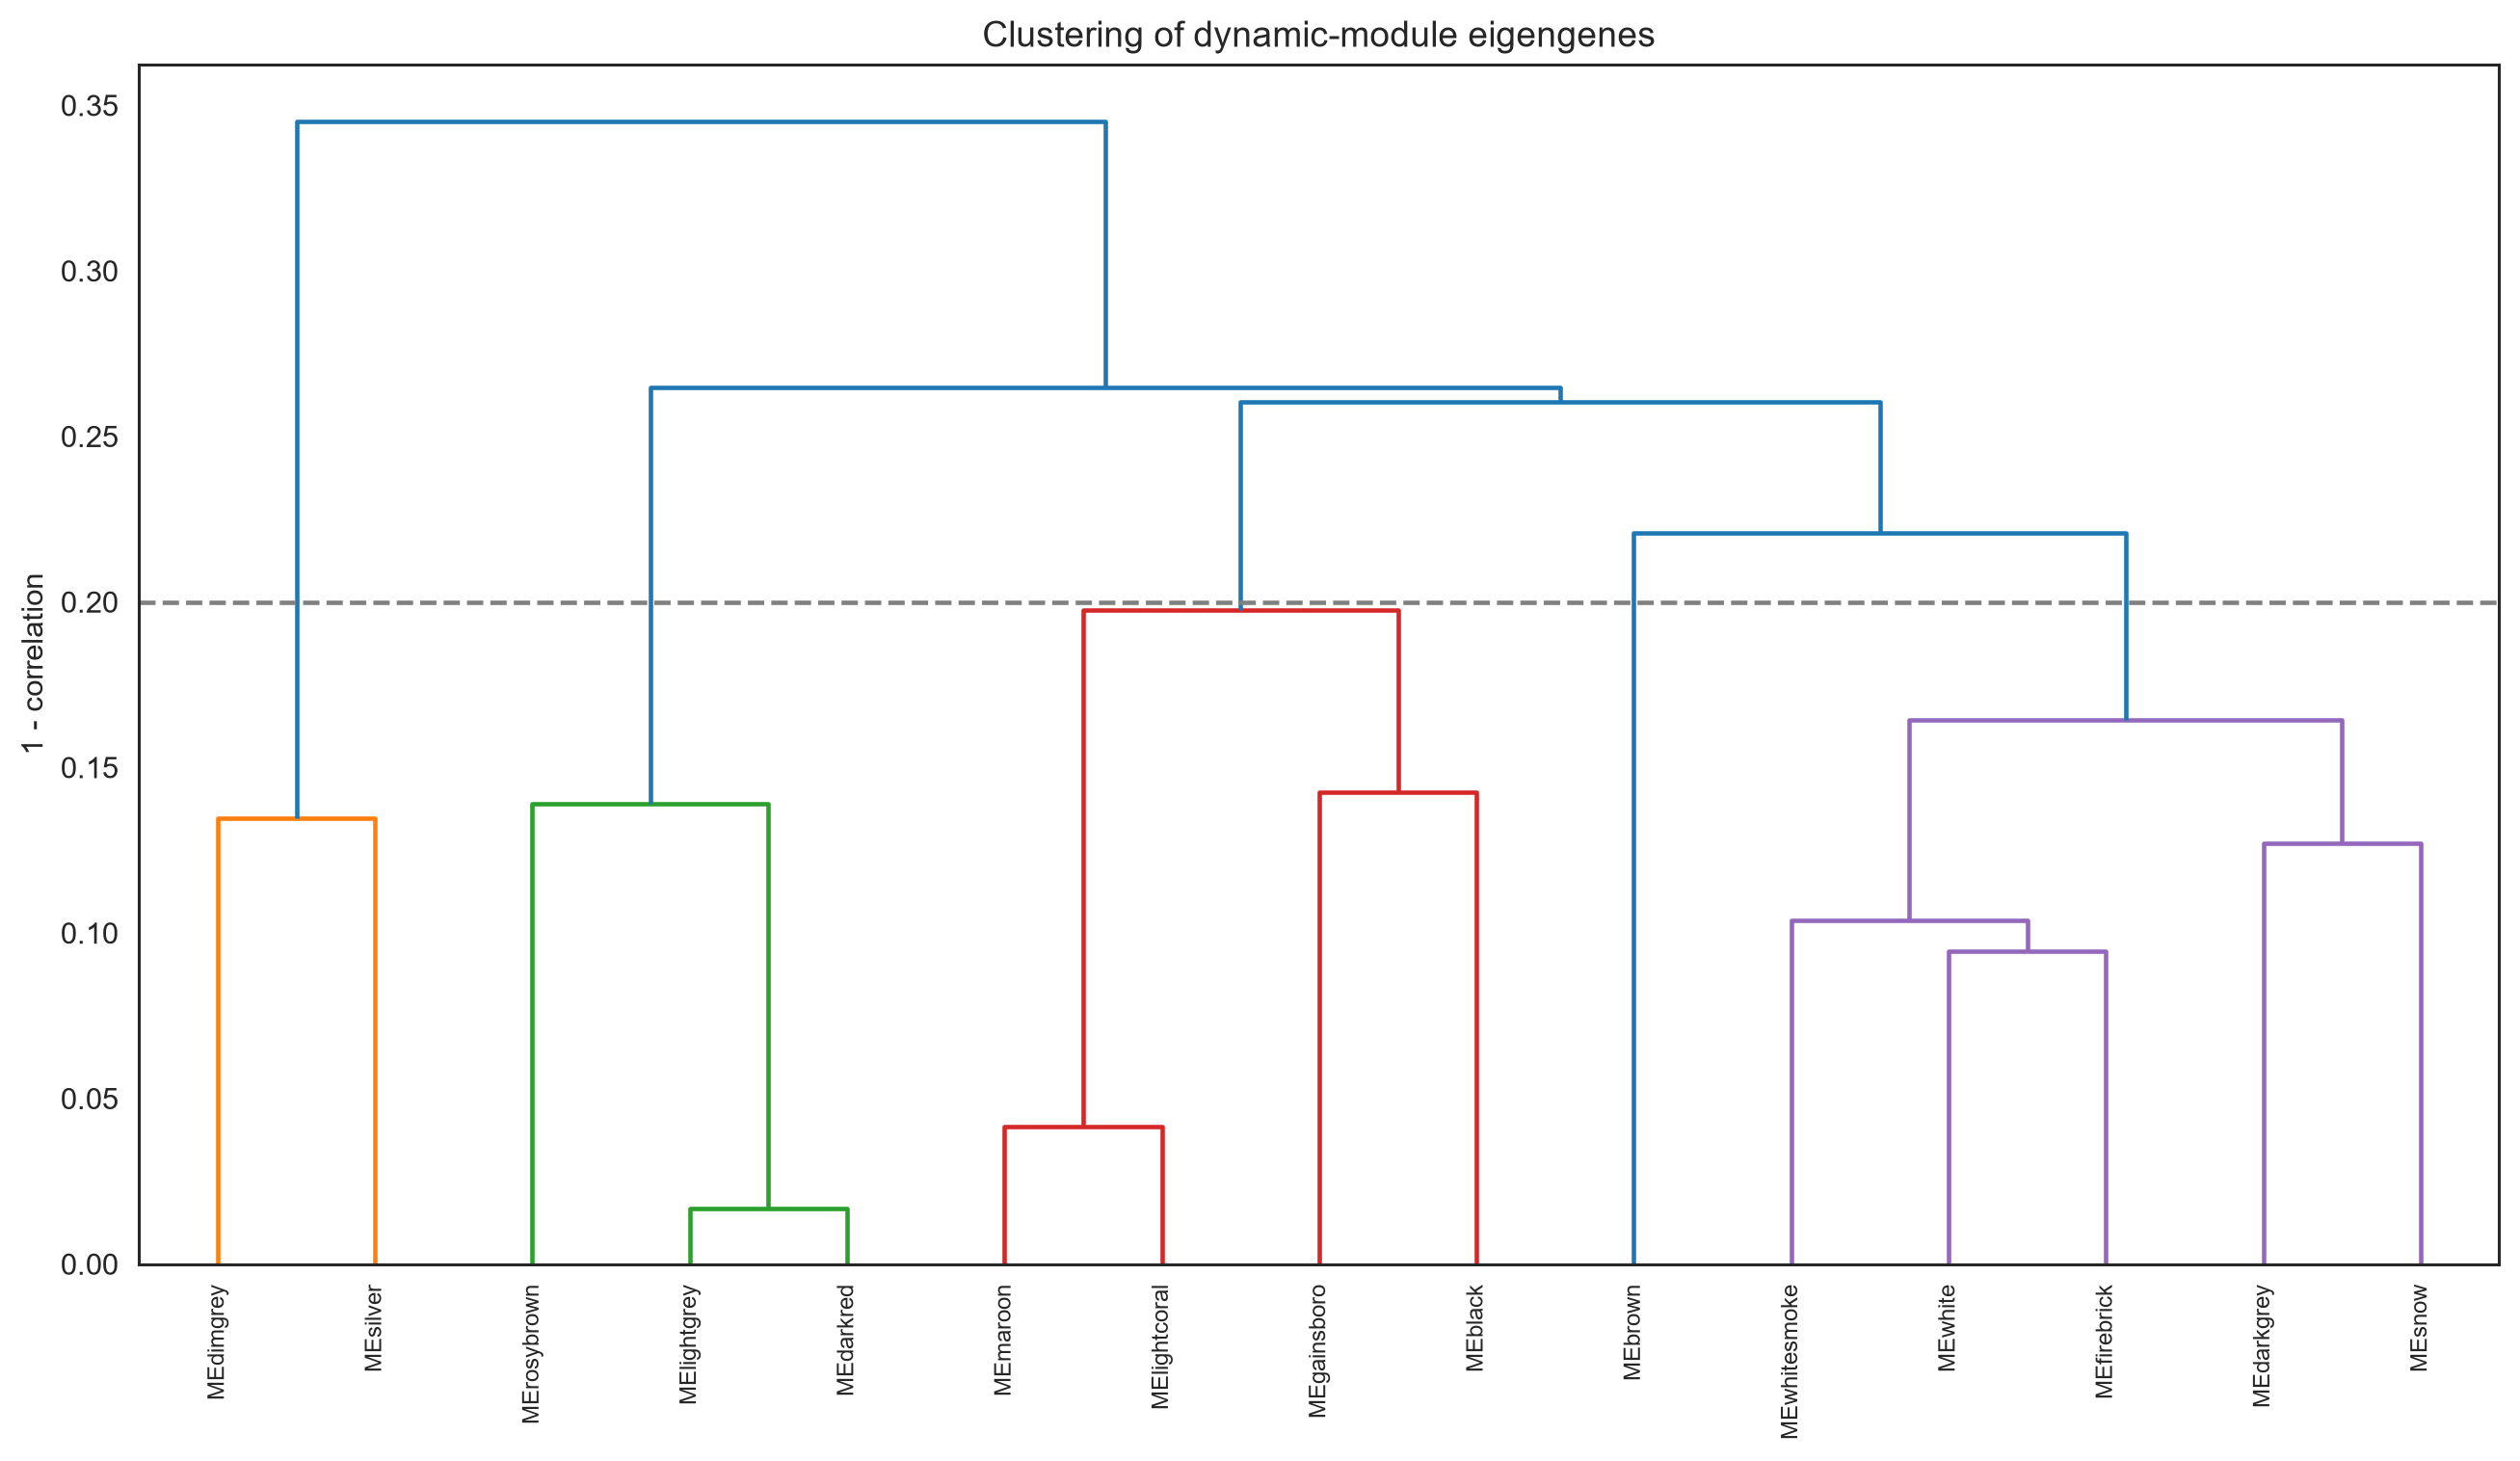 Clustering of dynamic-module eigengenes
0.35
0.30
0.25
0.20
0.15
0.10
0.05
0.00
1 - correlation
MEdimgrey
MEsilver
MErosybrown
MElightgrey
MEdarkred
MEmaroon
MElightcoral
MEgainsboro
MEblack
MEbrown
MEwhitesmoke
MEwhite
MEfirebrick
MEdarkgrey
MEsnow